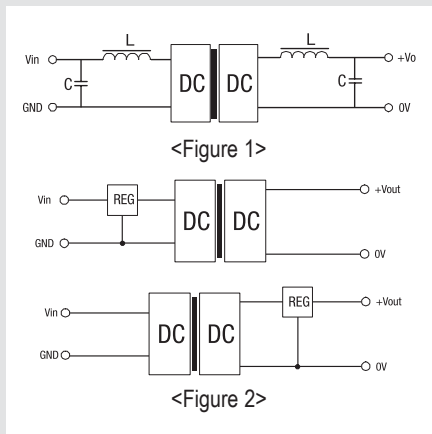 L L
Vin DC DC +Vo
C C
GND 0V
<Figure 1>
Vin REG DC DC +Vout
GND 0V
Vin DC DC REG +Vout
GND 0V
<Figure 2>